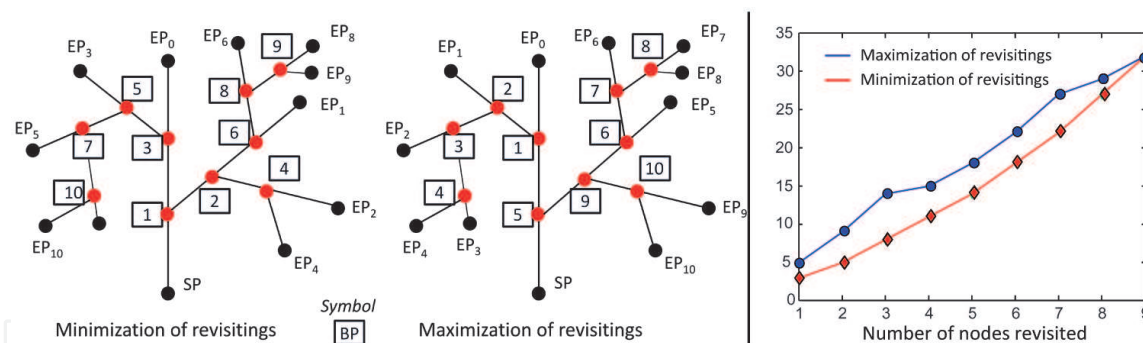 EP0
EP3
5
EP5
7
3
10
EP10
1
SP
EP6
9
EP8
EP9
8
EP1
6
4
2
EP2
EP4
Minimization of revisitings
Symbol
BP
EP0
EP1
2
EP2
3
1
4
EP4
EP3
5
SP
EP6
8
EP7
EP8
7
EP5
6
10
9
EP9
EP10
Maximization of revisitings
35
30
25
20
15
10
5
0
Maximization of revisitings
Minimization of revisitings
1 2 3 4 5 6 7 8 9
Number of nodes revisited